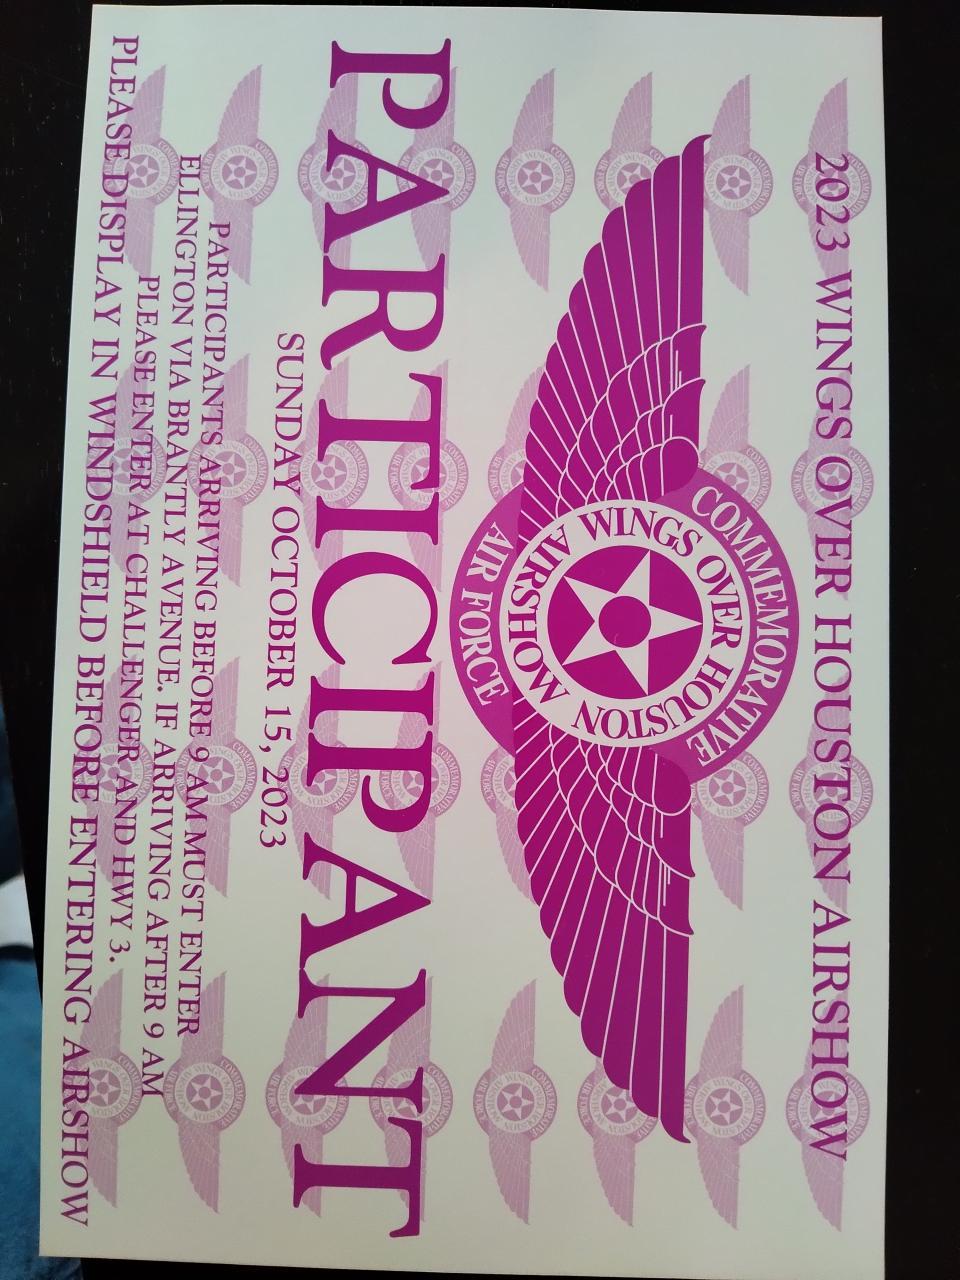 2023 WINGS OVER HOUSTON AIRSHOW
COMMEMORATIVE
AIR FORCE
WINGS OVER HOUSTON
AIRSHOW
PARTICIPANT
SUNDAY OCTOBER 15, 2023
PARTICIPANTS ARRIVING BEFORE 9 AM MUST ENTER
ELLINGTON VIA BRANTLY AVENUE. IF ARRIVING AFTER 9 AM
PLEASE ENTER AT CHALLENGER AND HWY 3.
PLEASE DISPLAY IN WINDSHIELD BEFORE ENTERING AIRSHOW